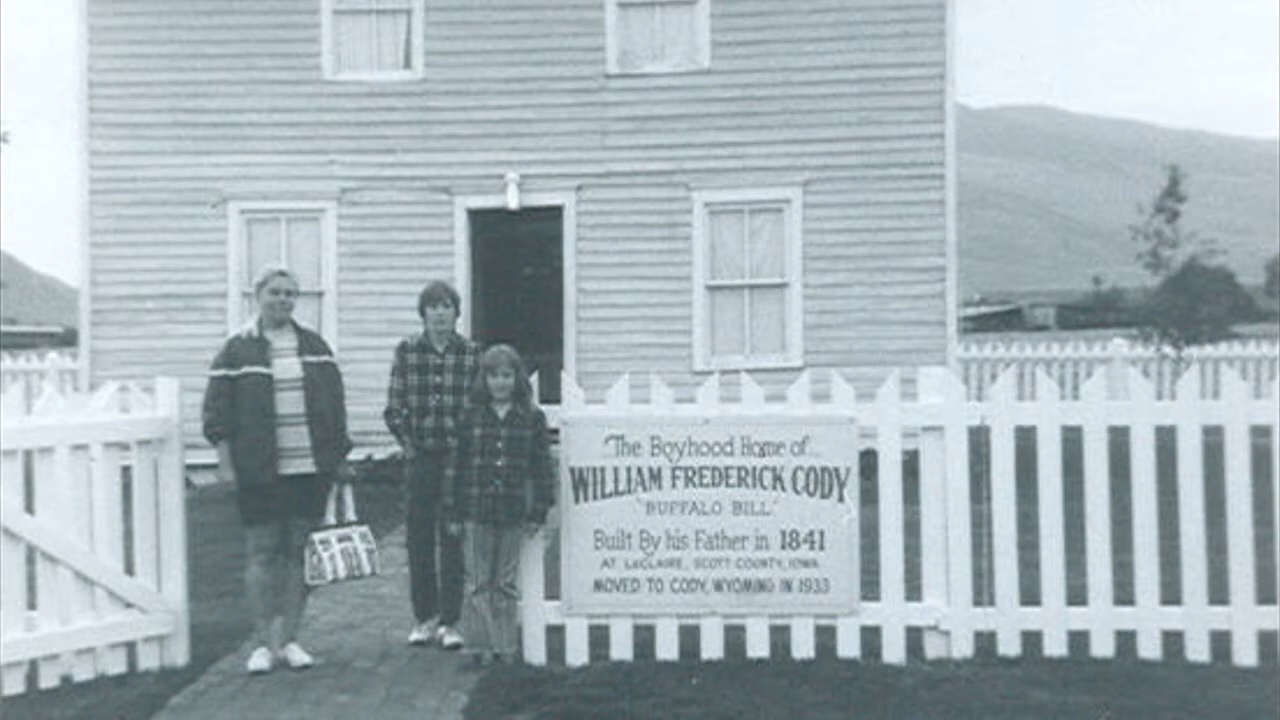 The Boyhood Home of
WILLIAM FREDERICK CODY
"BUFFALO BILL"
Built By his Father in 1841
AT LeCLAIRE, SCOTT COUNTY, IOWA
MOVED TO CODY, WYOMING IN 1933